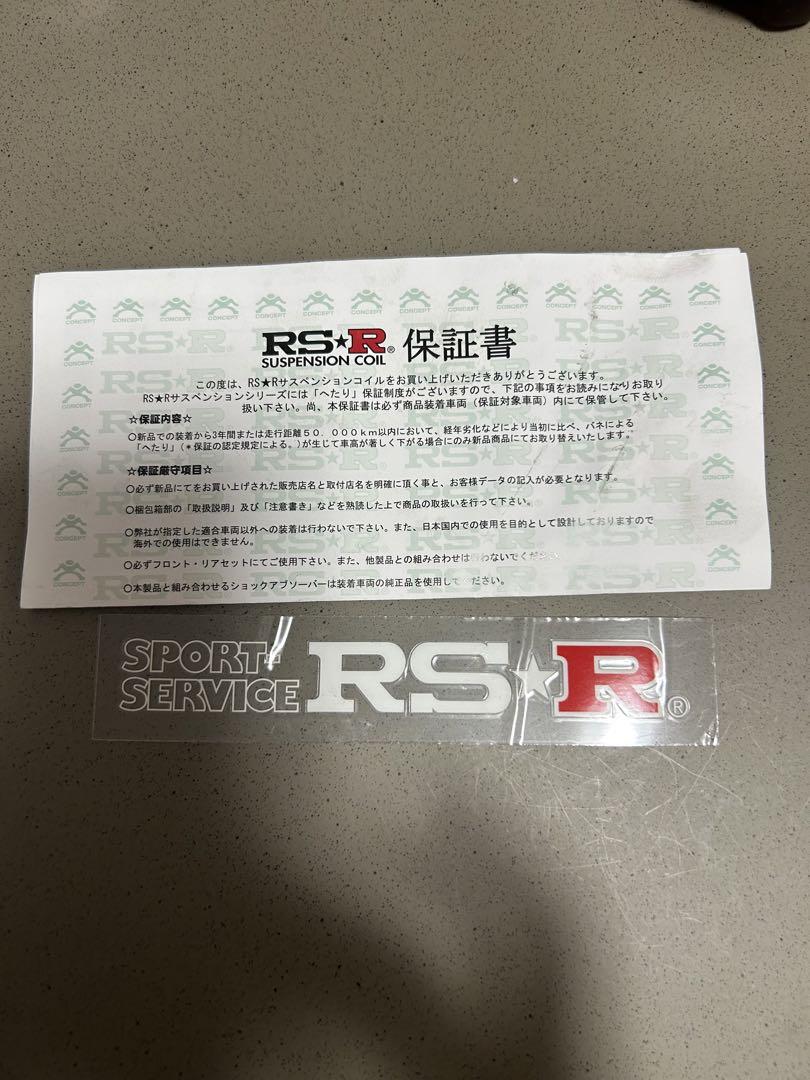 RS★R® 保証書
SUSPENSION COIL
この度は、RS★Rサスペンションコイルをお買い上げいただきありがとうございます。
RS★Rサスペンションシリーズには「へたり」保証制度がございますので、下記の事項をお読みになりお取り
扱い下さい。尚、本保証書は必ず商品装着車両（保証対象車両）内にて保管して下さい。
☆保証内容☆
○新品での装着から3年間または走行距離５０，０００ｋｍ以内において、経年劣化などにより当初に比べ、バネによる
「へたり」（＊保証の認定規定による。）が生じて車高が著しく下がる場合にのみ新品商品にてお取り替えいたします。
☆保証厳守項目☆
○必ず新品にてをお買い上げされた販売店名と取付店名を明確に頂く事と、お客様データの記入が必要となります。
○梱包箱部の「取扱説明」及び「注意書き」などを熟読した上で商品の取扱いを行って下さい。
○弊社が指定した適合車両以外への装着は行わないで下さい。また、日本国内での使用を目的として設計しておりますので
海外での使用はできません。
○必ずフロント・リアセットにてご使用下さい。また、他製品との組み合わせは行わないでくださ
○本製品と組み合わせるショックアブソーバーは装着車両の純正品を使用して ださい。
SPORT-
SERVICE
RS★R®